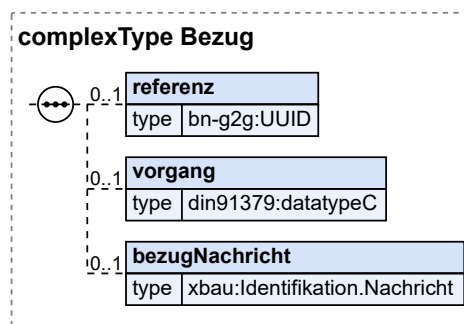 complexType Bezug
0..1 referenz
type bn-g2g:UUID
0..1 vorgang
type din91379:datatypeC
0..1 bezugNachricht
type xbau:Identifikation.Nachricht